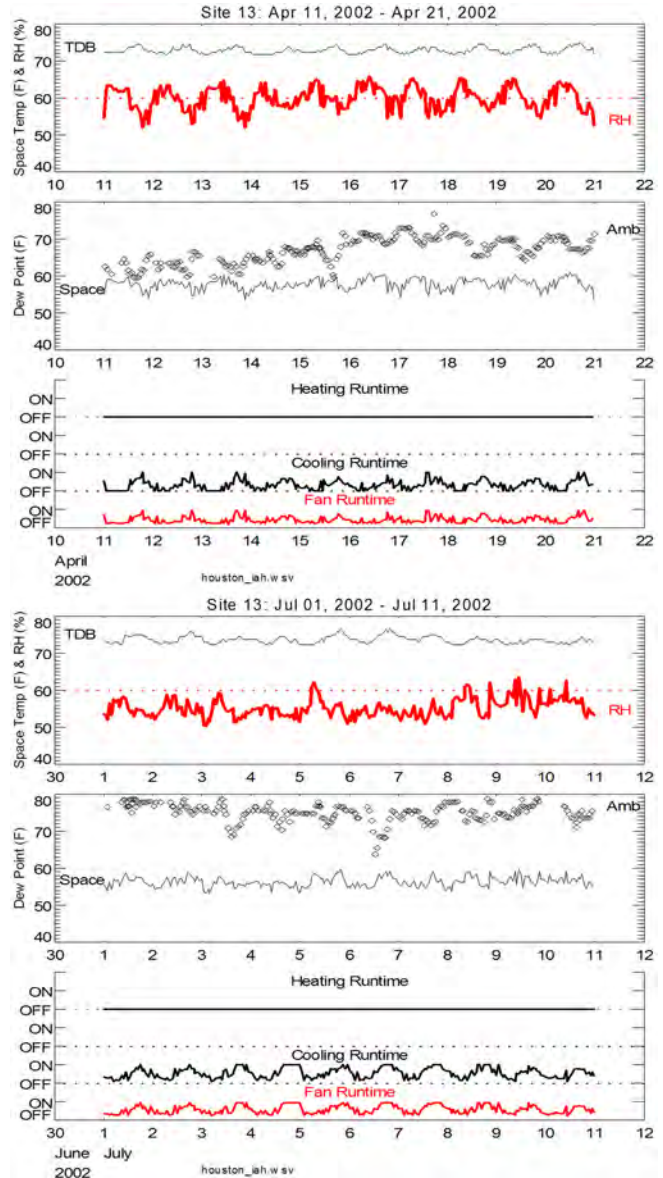 Site 13: Apr 11, 2002 - Apr 21, 2002
Space Temp (F) & RH (%)
80
TDB
70
60
RH
50
40
10 11 12 13 14 15 16 17 18 19 20 21 22
Dew Point (F)
80
Amb
70
60
Space
50
40
10 11 12 13 14 15 16 17 18 19 20 21 22
Heating Runtime
ON
OFF
ON
OFF
Cooling Runtime
ON
OFF
Fan Runtime
ON
OFF
10 11 12 13 14 15 16 17 18 19 20 21 22
April
2002
houston_iah.wsv
Site 13: Jul 01, 2002 - Jul 11, 2002
Space Temp (F) & RH (%)
80
TDB
70
60
RH
50
40
30 1 2 3 4 5 6 7 8 9 10 11 12
Dew Point (F)
80
Amb
70
60
Space
50
40
30 1 2 3 4 5 6 7 8 9 10 11 12
Heating Runtime
ON
OFF
ON
OFF
Cooling Runtime
ON
OFF
Fan Runtime
ON
OFF
30 1 2 3 4 5 6 7 8 9 10 11 12
June July
2002
houston_iah.wsv